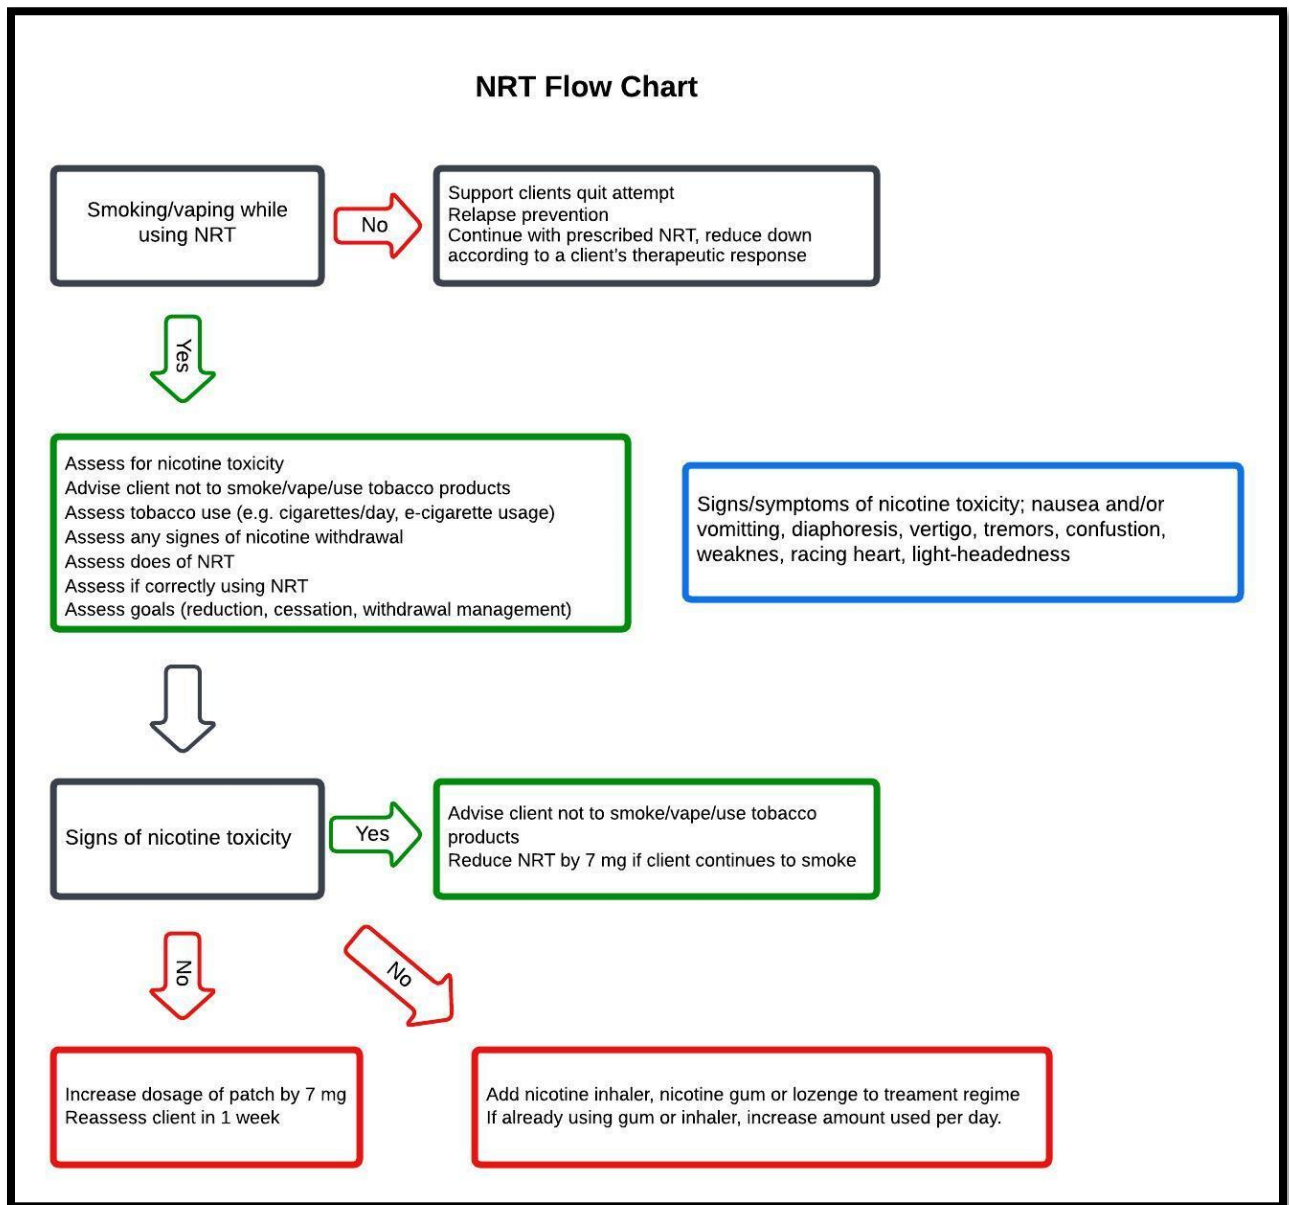 NRT Flow Chart
Smoking/vaping while
using NRT
No
Support clients quit attempt
Relapse prevention
Continue with prescribed NRT, reduce down
according to a client's therapeutic response
Yes
Assess for nicotine toxicity
Advise client not to smoke/vape/use tobacco products
Assess tobacco use (e.g. cigarettes/day, e-cigarette usage)
Assess any signes of nicotine withdrawal
Assess does of NRT
Assess if correctly using NRT
Assess goals (reduction, cessation, withdrawal management)
Signs/symptoms of nicotine toxicity; nausea and/or
vomiting, diaphoresis, vertigo, tremors, confustion,
weaknes, racing heart, light-headedness
Signs of nicotine toxicity
Yes
Advise client not to smoke/vape/use tobacco
products
Reduce NRT by 7 mg if client continues to smoke
No
No
Increase dosage of patch by 7 mg
Reassess client in 1 week
Add nicotine inhaler, nicotine gum or lozenge to treament regime
If already using gum or inhaler, increase amount used per day.